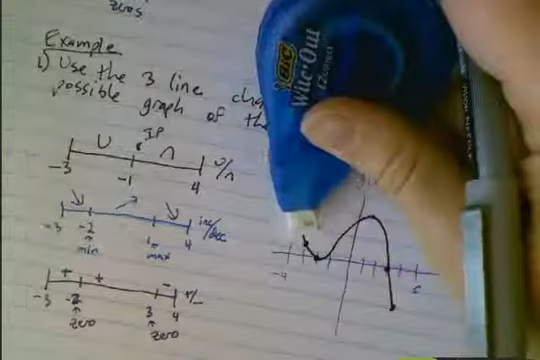 zeros
Example
1) Use the 3 line
possible graph of the
∪ IP ∩ ∪/∩
-3 -1 4
inc/dec
-3 -2 1 4
min max
+ + - +/-
-3 -2 3 4
zero zero
BIC
Wite-Out
-4 6